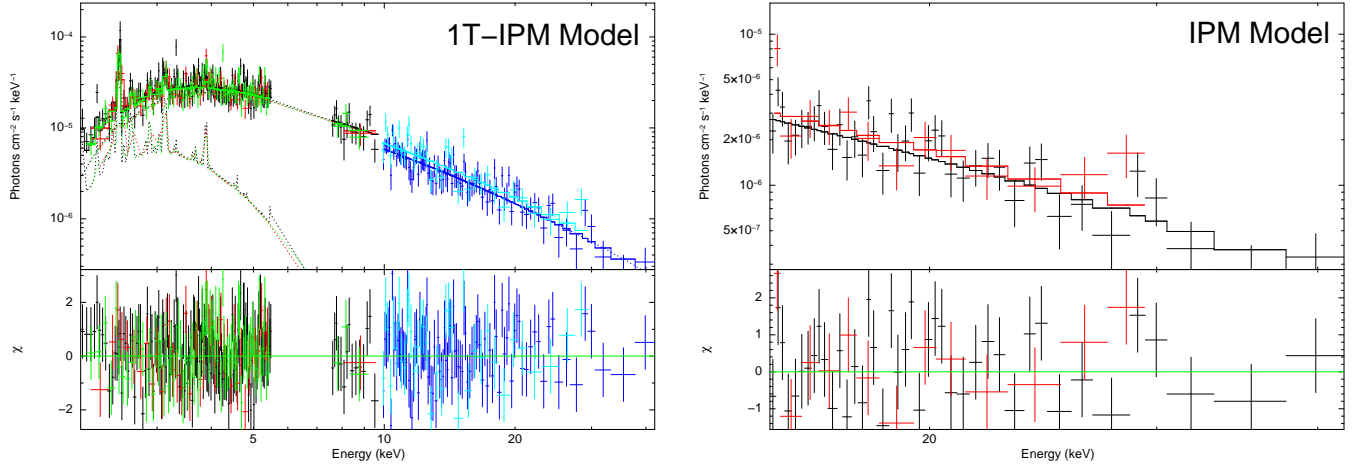 1T−IPM Model
Photons cm⁻² s⁻¹ keV⁻¹
10⁻⁴
10⁻⁵
10⁻⁶
χ
2
0
−2
5
10
20
Energy (keV)
IPM Model
Photons cm⁻² s⁻¹ keV⁻¹
10⁻⁵
5×10⁻⁶
2×10⁻⁶
10⁻⁶
5×10⁻⁷
χ
2
1
0
−1
20
Energy (keV)